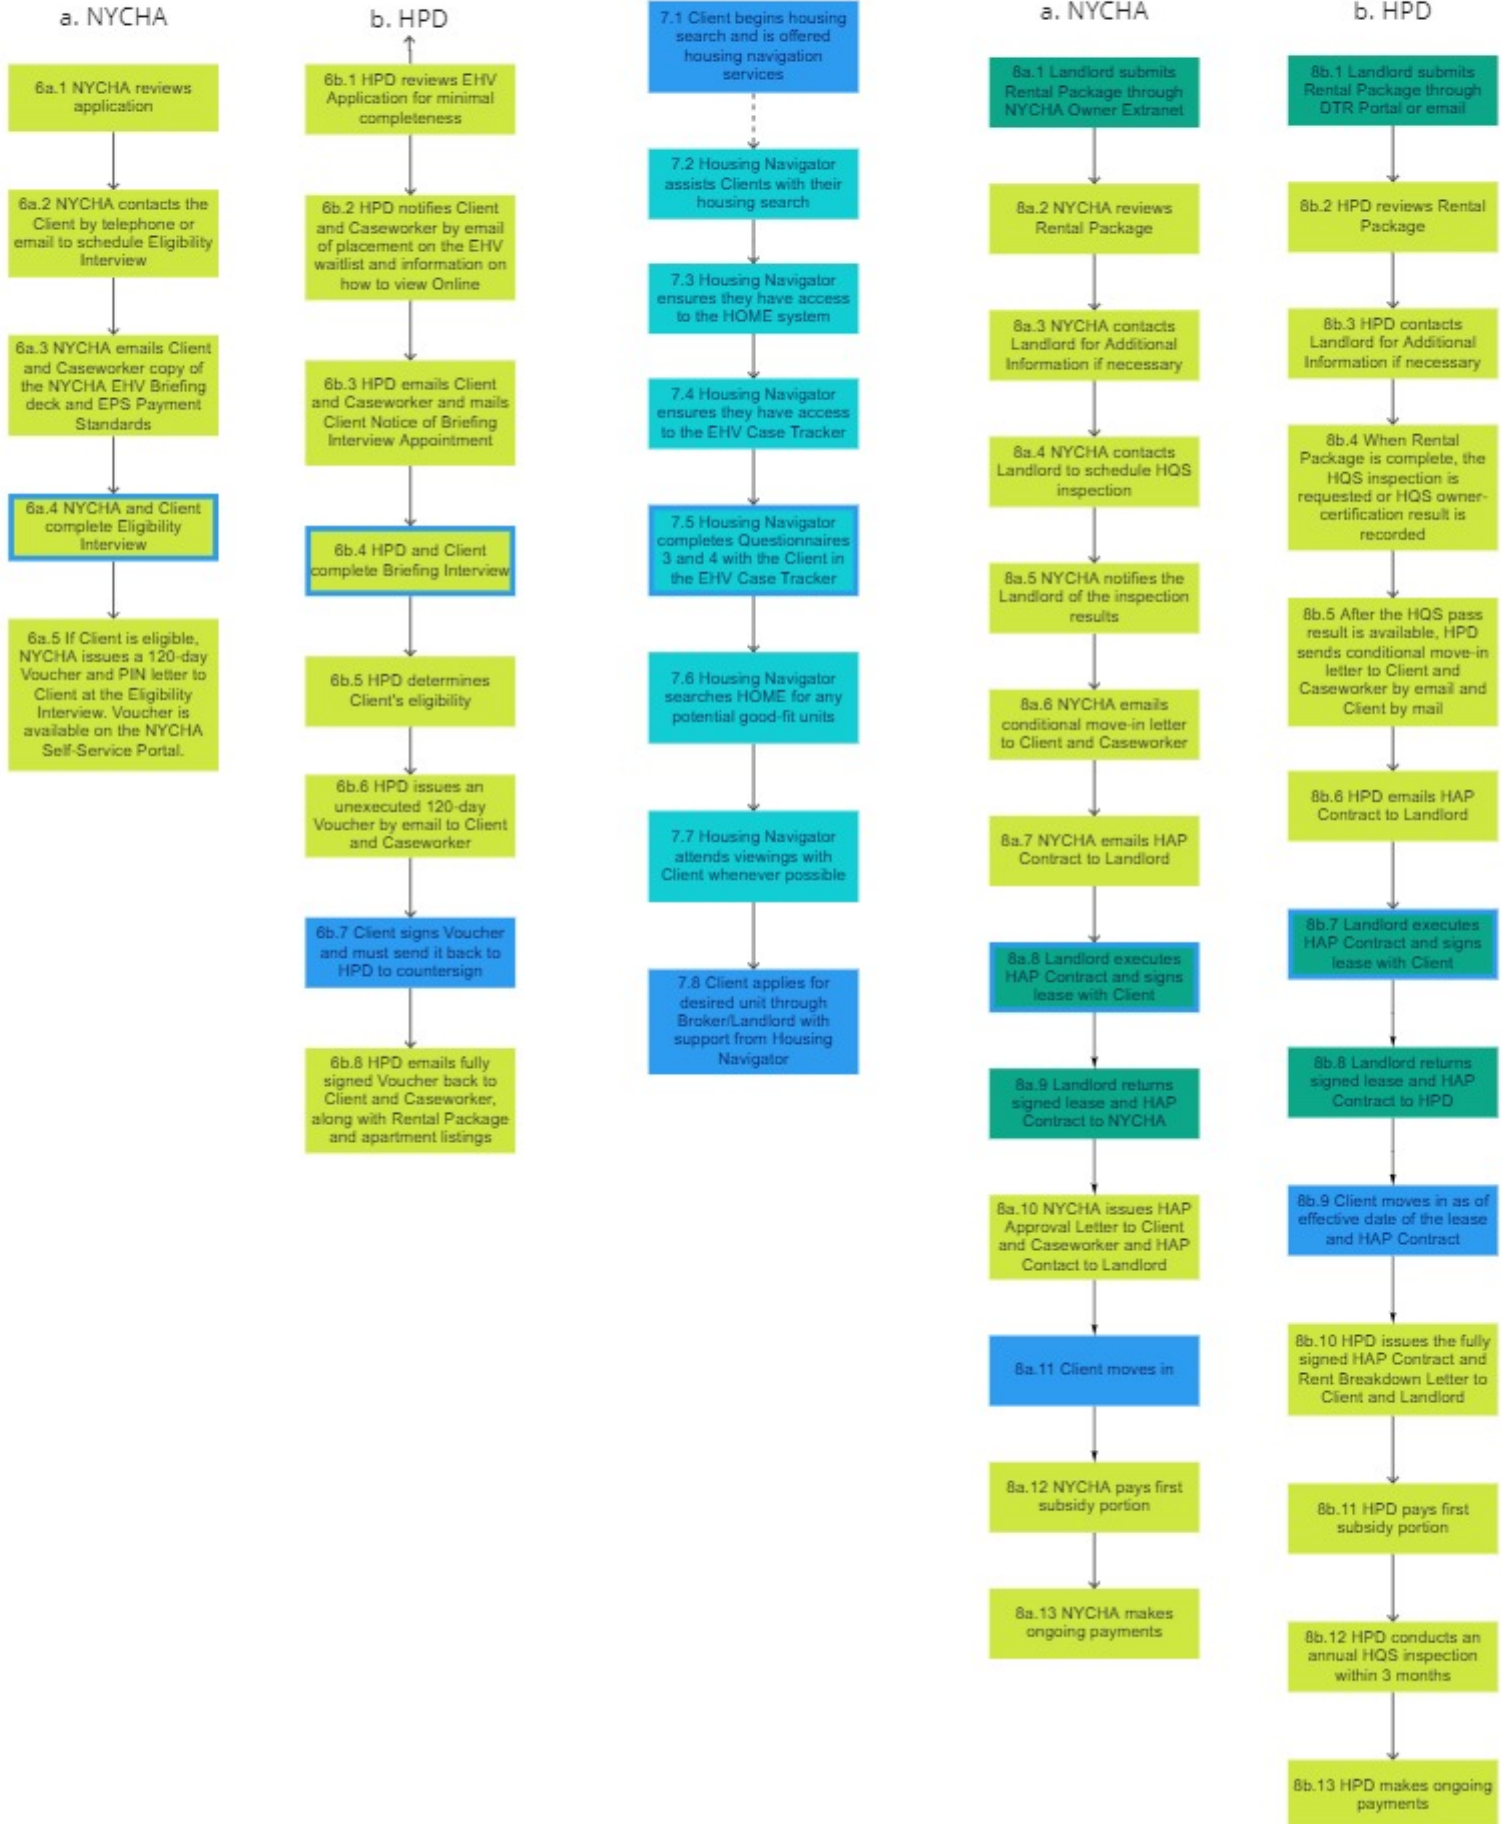 a. NYCHA
6a.1 NYCHA reviews
application
6a.2 NYCHA contacts the
Client by telephone or
email to schedule Eligibility
Interview
6a.3 NYCHA emails Client
and Caseworker copy of
the NYCHA EHV Briefing
deck and EPS Payment
Standards
6a.4 NYCHA and Client
complete Eligibility
Interview
6a.5 If Client is eligible,
NYCHA issues a 120-day
Voucher and PIN letter to
Client at the Eligibility
Interview. Voucher is
available on the NYCHA
Self-Service Portal.
b. HPD
6b.1 HPD reviews EHV
Application for minimal
completeness
6b.2 HPD notifies Client
and Caseworker by email
of placement on the EHV
waitlist and information on
how to view Online
6b.3 HPD emails Client
and Caseworker and mails
Client Notice of Briefing
Interview Appointment
6b.4 HPD and Client
complete Briefing Interview
6b.5 HPD determines
Client's eligibility
6b.6 HPD issues an
unexecuted 120-day
Voucher by email to Client
and Caseworker
6b.7 Client signs Voucher
and must send it back to
HPD to countersign
6b.8 HPD emails fully
signed Voucher back to
Client and Caseworker,
along with Rental Package
and apartment listings
7.1 Client begins housing
search and is offered
housing navigation
services
7.2 Housing Navigator
assists Clients with their
housing search
7.3 Housing Navigator
ensures they have access
to the HOME system
7.4 Housing Navigator
ensures they have access
to the EHV Case Tracker
7.5 Housing Navigator
completes Questionnaires
3 and 4 with the Client in
the EHV Case Tracker
7.6 Housing Navigator
searches HOME for any
potential good-fit units
7.7 Housing Navigator
attends viewings with
Client whenever possible
7.8 Client applies for
desired unit through
Broker/Landlord with
support from Housing
Navigator
a. NYCHA
8a.1 Landlord submits
Rental Package through
NYCHA Owner Extranet
8a.2 NYCHA reviews
Rental Package
8a.3 NYCHA contacts
Landlord for Additional
Information if necessary
8a.4 NYCHA contacts
Landlord to schedule HQS
inspection
8a.5 NYCHA notifies the
Landlord of the inspection
results
8a.6 NYCHA emails
conditional move-in letter
to Client and Caseworker
8a.7 NYCHA emails HAP
Contract to Landlord
8a.8 Landlord executes
HAP Contract and signs
lease with Client
8a.9 Landlord returns
signed lease and HAP
Contract to NYCHA
8a.10 NYCHA issues HAP
Approval Letter to Client
and Caseworker and HAP
Contact to Landlord
8a.11 Client moves in
8a.12 NYCHA pays first
subsidy portion
8a.13 NYCHA makes
ongoing payments
b. HPD
8b.1 Landlord submits
Rental Package through
DTR Portal or email
8b.2 HPD reviews Rental
Package
8b.3 HPD contacts
Landlord for Additional
Information if necessary
8b.4 When Rental
Package is complete, the
HQS inspection is
requested or HQS owner-
certification result is
recorded
8b.5 After the HQS pass
result is available, HPD
sends conditional move-in
letter to Client and
Caseworker by email and
Client by mail
8b.6 HPD emails HAP
Contract to Landlord
8b.7 Landlord executes
HAP Contract and signs
lease with Client
8b.8 Landlord returns
signed lease and HAP
Contract to HPD
8b.9 Client moves in as of
effective date of the lease
and HAP Contract
8b.10 HPD issues the fully
signed HAP Contract and
Rent Breakdown Letter to
Client and Landlord
8b.11 HPD pays first
subsidy portion
8b.12 HPD conducts an
annual HQS inspection
within 3 months
8b.13 HPD makes ongoing
payments